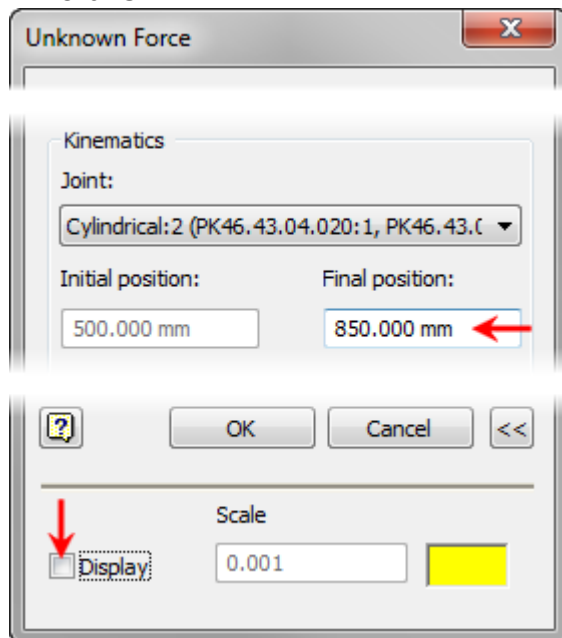 Unknown Force
Kinematics
Joint:
Cylindrical:2 (PK46.43.04.020:1, PK46.43.(
Initial position: Final position:
500.000 mm 850.000 mm
OK Cancel <<
Scale
Display 0.001